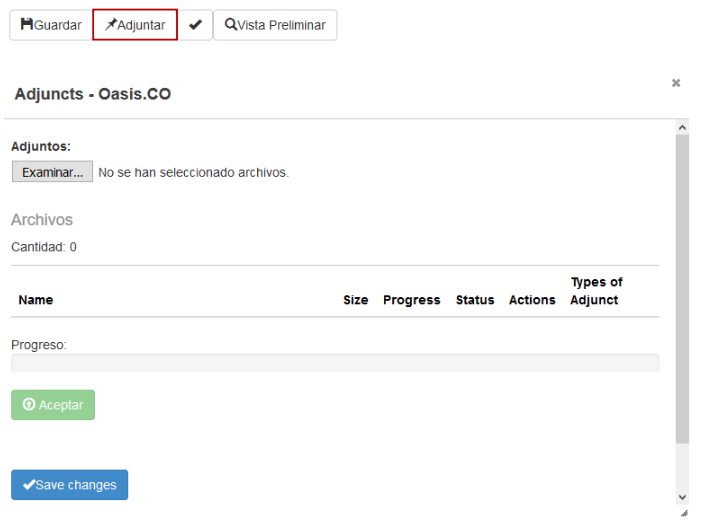 Guardar Adjuntar Vista Preliminar
Adjuncts - Oasis.CO
Adjuntos:
Examinar... No se han seleccionado archivos.
Archivos
Cantidad: 0
Name Size Progress Status Actions Types of Adjunct
Progreso:
Aceptar
Save changes